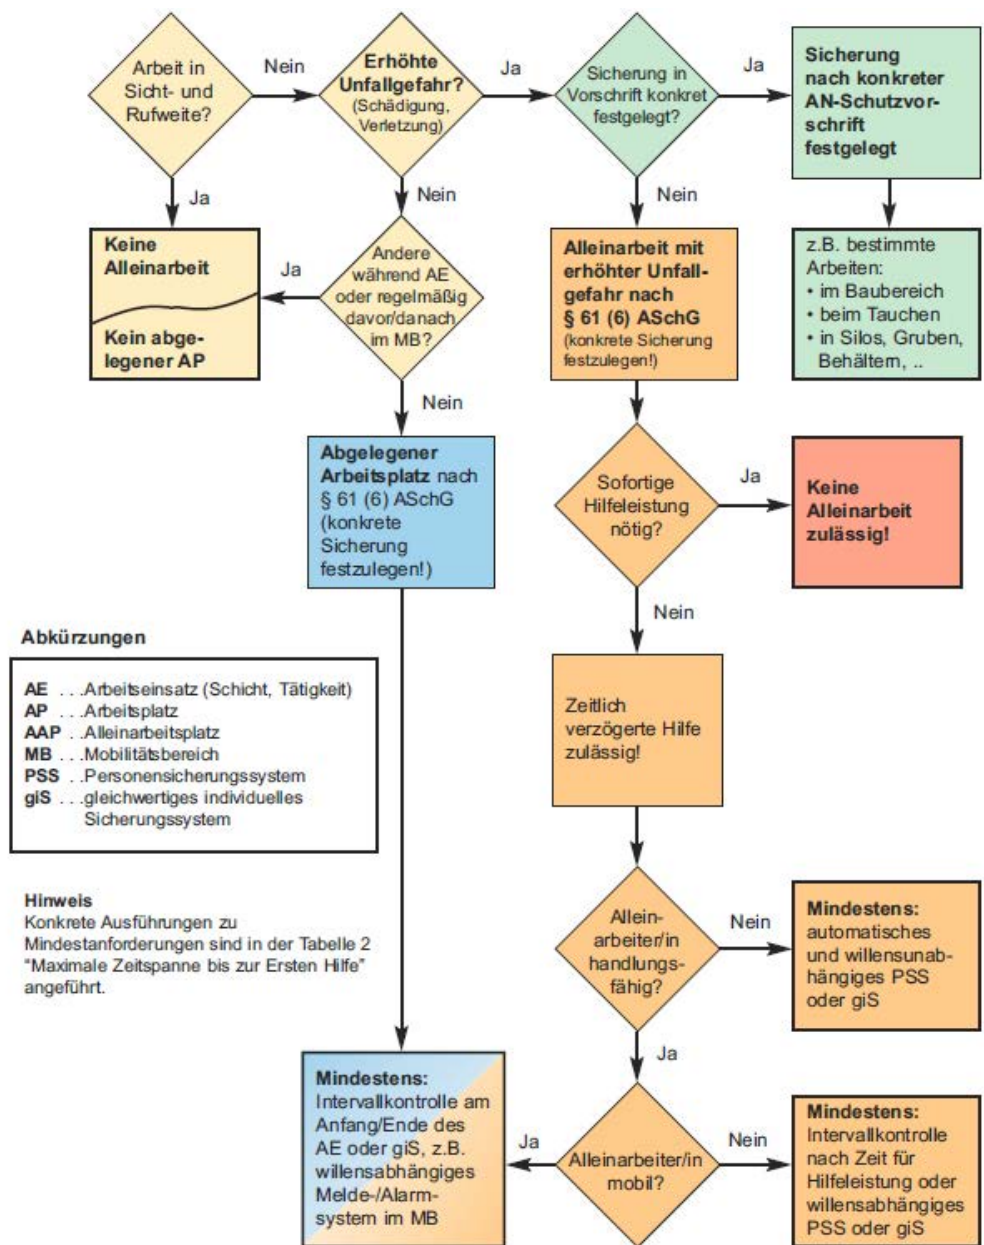 Arbeit in
Sicht- und
Rufweite?
Nein
Erhöhte
Unfallgefahr?
(Schädigung,
Verletzung)
Ja
Sicherung in
Vorschrift konkret
festgelegt?
Ja
Sicherung
nach konkreter
AN-Schutzvor-
schrift
festgelegt
Ja
Nein
Nein
Keine
Alleinarbeit
Kein abge-
legener AP
Ja
Andere
während AE
oder regelmäßig
davor/danach
im MB?
Alleinarbeit mit
erhöhter Unfall-
gefahr nach
§ 61 (6) ASchG
(konkrete Sicherung
festzulegen!)
z.B. bestimmte
Arbeiten:
• im Baubereich
• beim Tauchen
• in Silos, Gruben,
Behältern, ..
Nein
Abgelegener
Arbeitsplatz nach
§ 61 (6) ASchG
(konkrete
Sicherung
festzulegen!)
Sofortige
Hilfeleistung
nötig?
Ja
Keine
Alleinarbeit
zulässig!
Nein
Abkürzungen
AE . . .Arbeitseinsatz (Schicht, Tätigkeit)
AP . . .Arbeitsplatz
AAP . . .Alleinarbeitsplatz
MB . . .Mobilitätsbereich
PSS . .Personensicherungssystem
giS . . .gleichwertiges individuelles
Sicherungssystem
Zeitlich
verzögerte Hilfe
zulässig!
Hinweis
Konkrete Ausführungen zu
Mindestanforderungen sind in der Tabelle 2
"Maximale Zeitspanne bis zur Ersten Hilfe"
angeführt.
Allein-
arbeiter/in
handlungs-
fähig?
Nein
Mindestens:
automatisches
und willensunab-
hängiges PSS
oder giS
Ja
Mindestens:
Intervallkontrolle am
Anfang/Ende des
AE oder giS, z.B.
willensabhängiges
Melde-/Alarm-
system im MB
Ja
Alleinarbeiter/in
mobil?
Nein
Mindestens:
Intervallkontrolle
nach Zeit für
Hilfeleistung oder
willensabhängiges
PSS oder giS